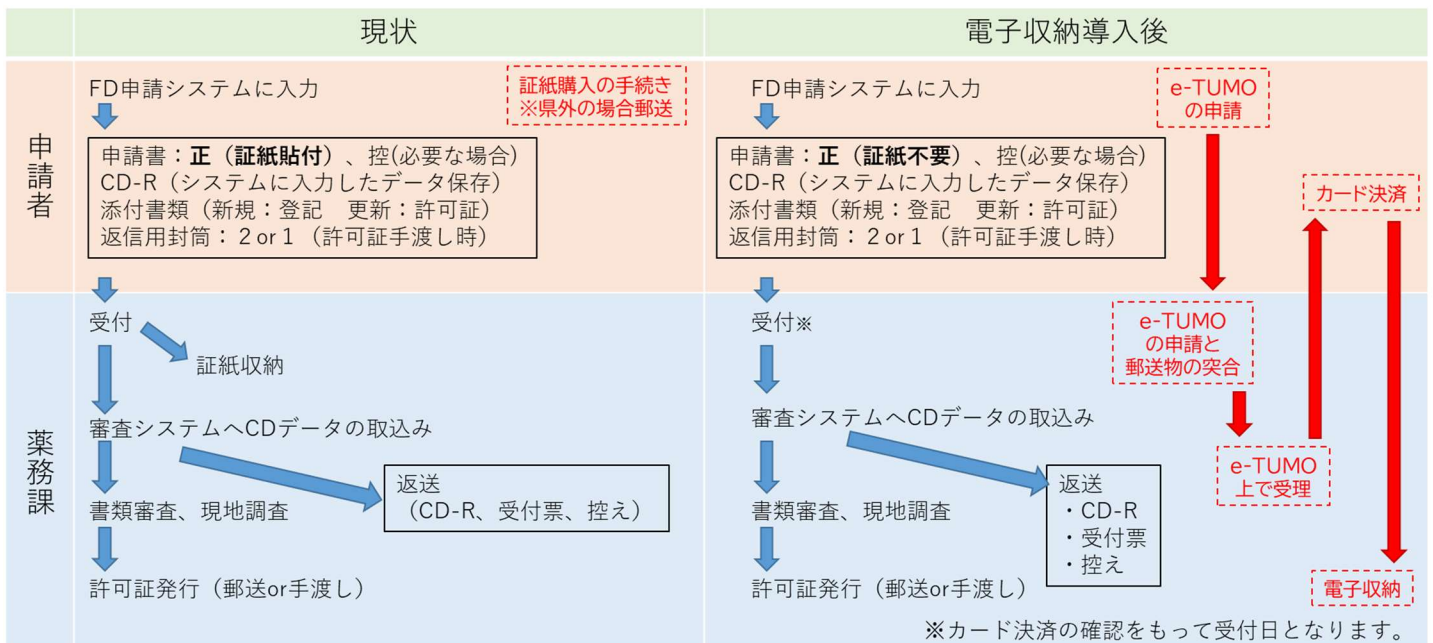 現状
電子収納導入後
申請者
FD申請システムに入力
証紙購入の手続き
※県外の場合郵送
申請書：正（証紙貼付）、控(必要な場合)
CD-R（システムに入力したデータ保存）
添付書類（新規：登記　更新：許可証）
返信用封筒：２or１（許可証手渡し時）
FD申請システムに入力
e-TUMO
の申請
申請書：正（証紙不要）、控(必要な場合)
CD-R（システムに入力したデータ保存）
添付書類（新規：登記　更新：許可証）
返信用封筒：２or１（許可証手渡し時）
カード決済
薬務課
受付
証紙収納
審査システムへCDデータの取込み
返送
（CD-R、受付票、控え）
書類審査、現地調査
許可証発行（郵送or手渡し）
受付※
e-TUMO
の申請と
郵送物の突合
審査システムへCDデータの取込み
e-TUMO
上で受理
返送
・CD-R
・受付票
・控え
書類審査、現地調査
許可証発行（郵送or手渡し）
電子収納
※カード決済の確認をもって受付日となります。